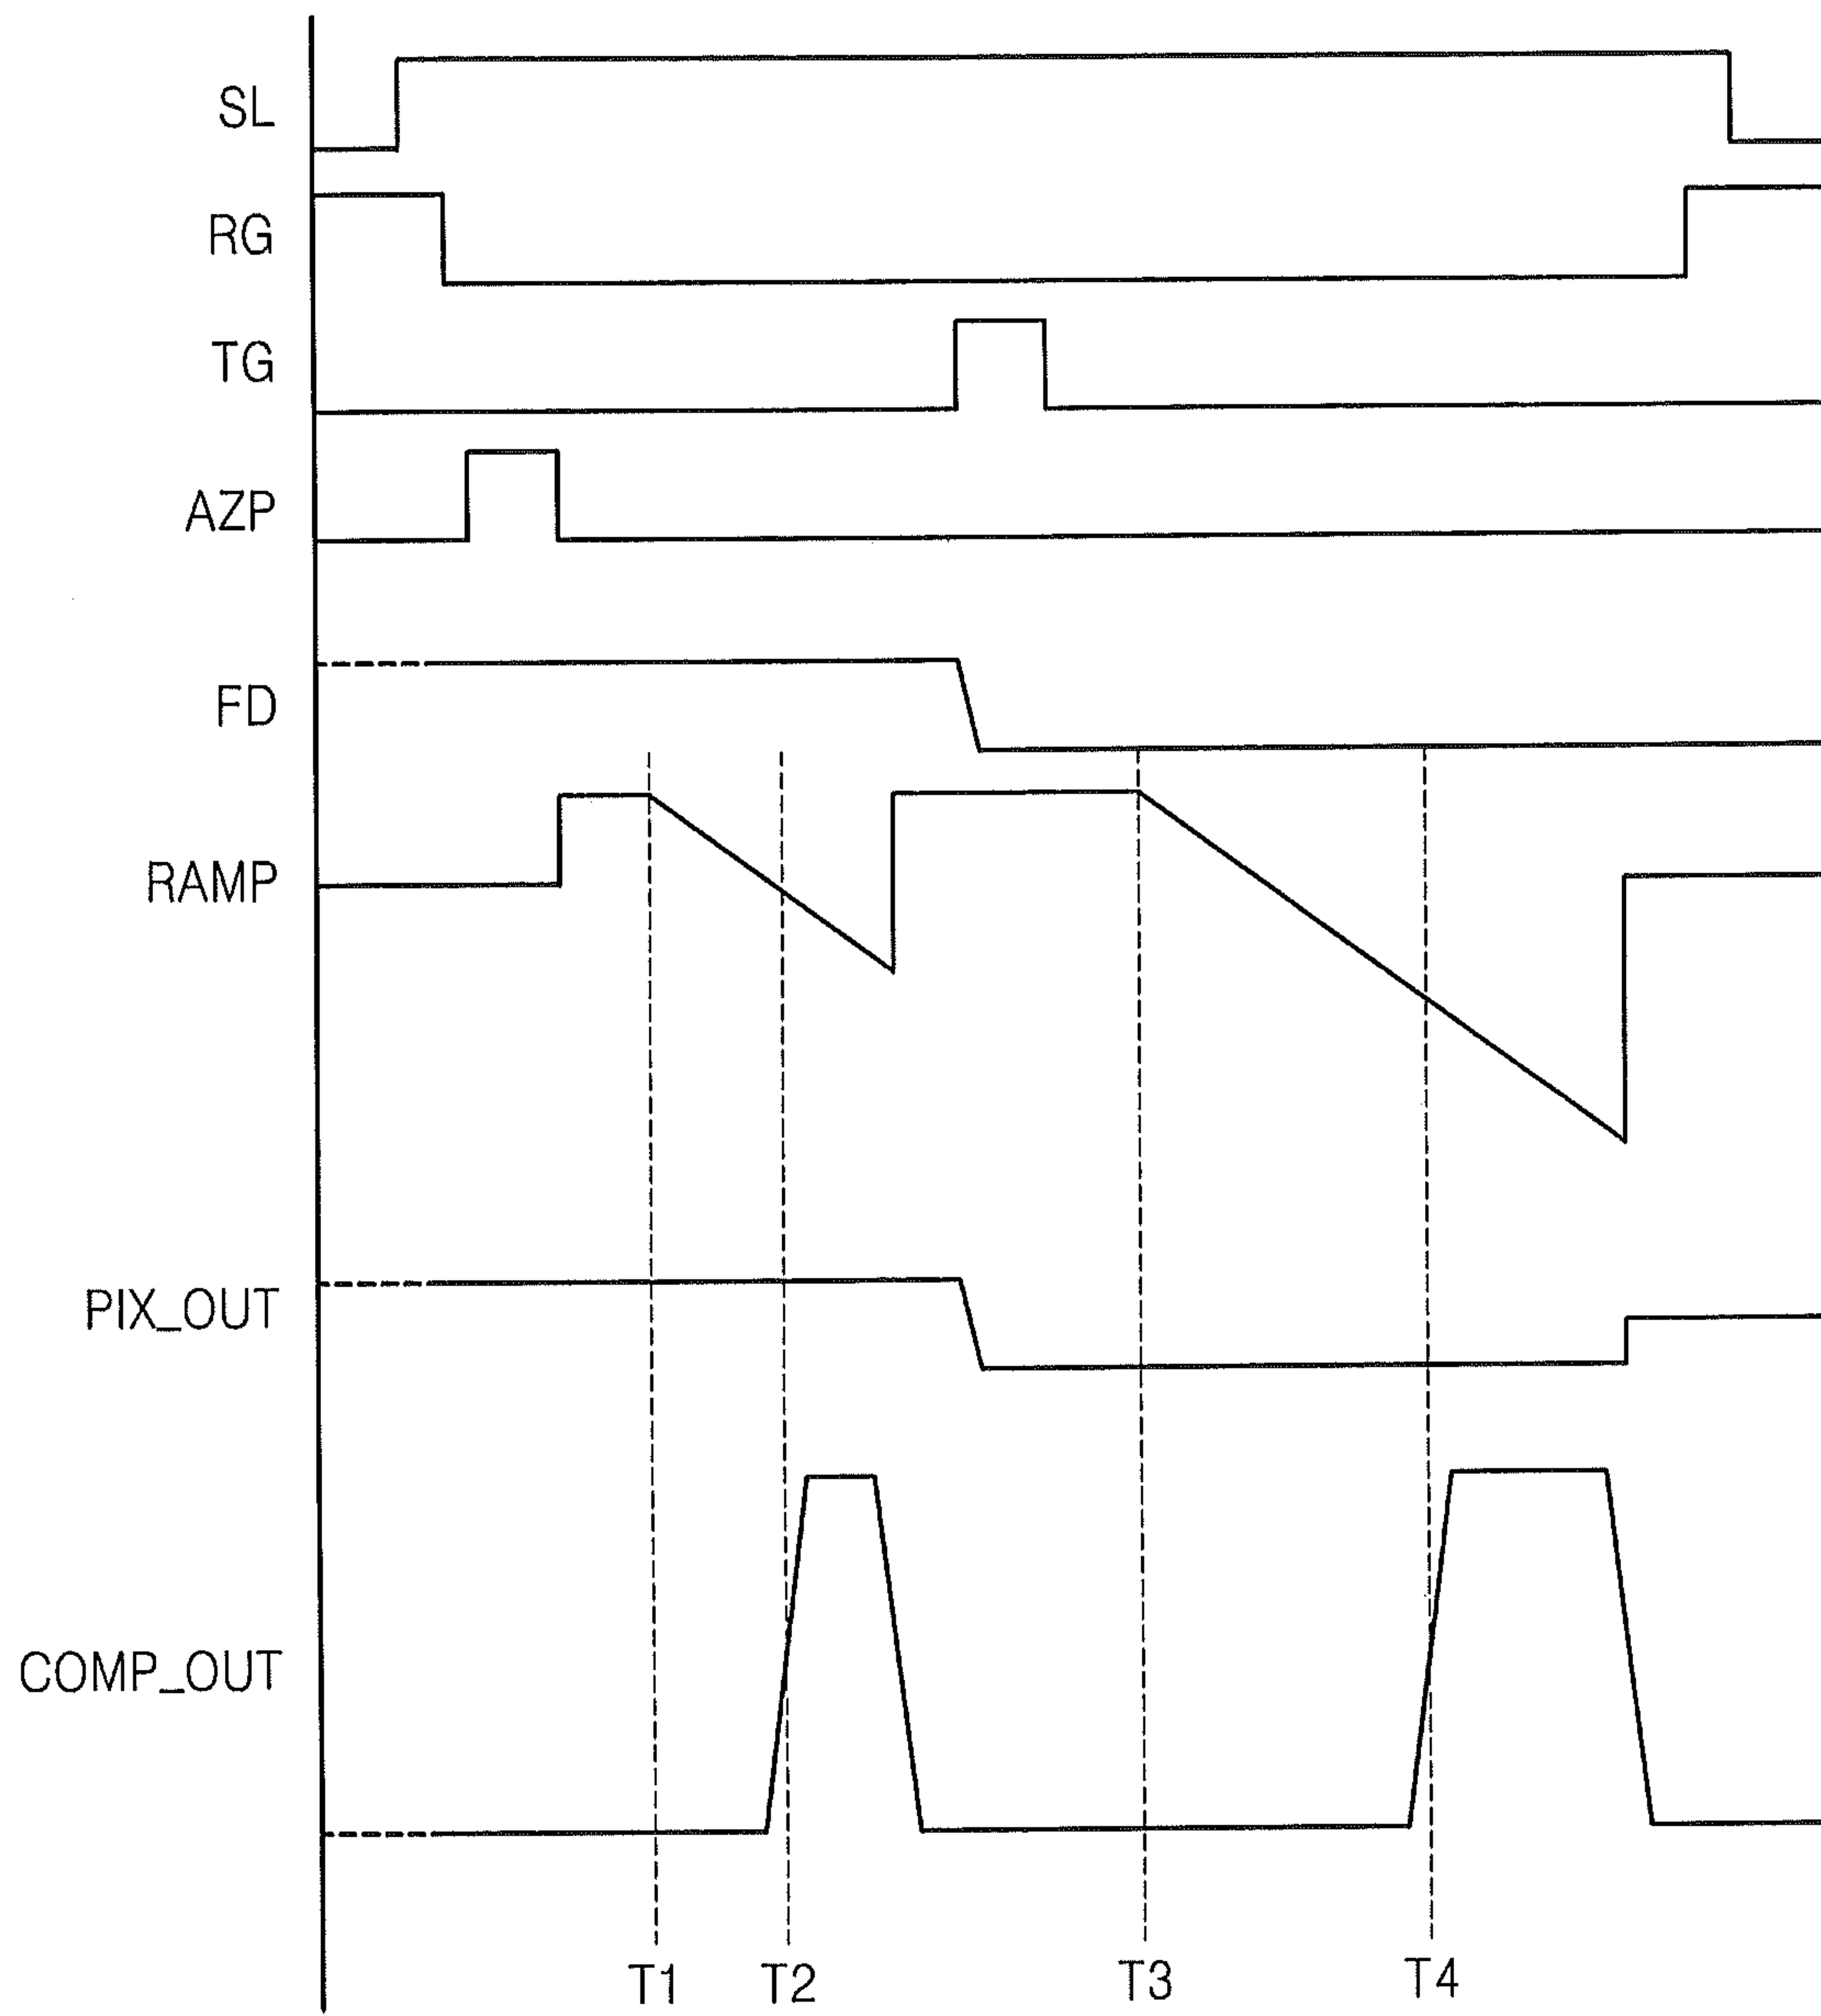 SL
RG
TG
AZP
FD
RAMP
PIX_OUT
COMP_OUT
T1 T2 T3 T4